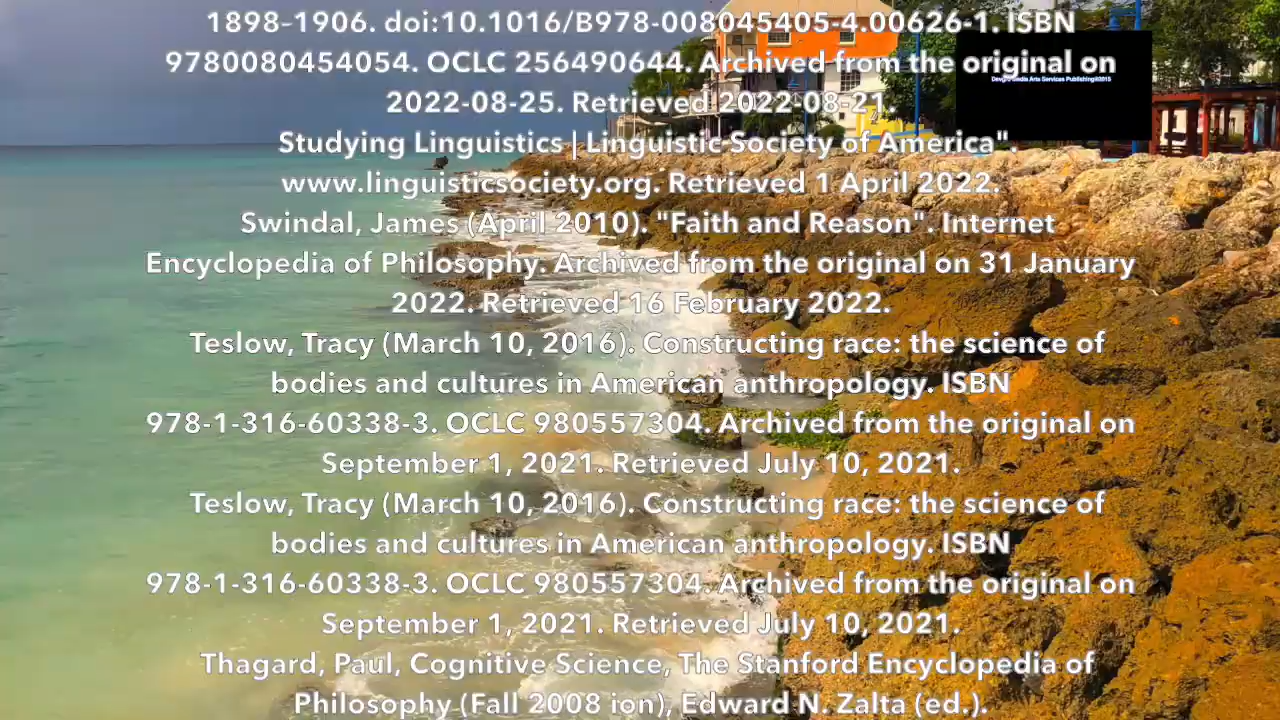 1898–1906. doi:10.1016/B978-008045405-4.00626-1. ISBN
9780080454054. OCLC 256490644. Archived from the original on
2022-08-25. Retrieved 2022-08-21.
Studying Linguistics | Linguistic Society of America".
www.linguisticsociety.org. Retrieved 1 April 2022.
Swindal, James (April 2010). "Faith and Reason". Internet
Encyclopedia of Philosophy. Archived from the original on 31 January
2022. Retrieved 16 February 2022.
Teslow, Tracy (March 10, 2016). Constructing race: the science of
bodies and cultures in American anthropology. ISBN
978-1-316-60338-3. OCLC 980557304. Archived from the original on
September 1, 2021. Retrieved July 10, 2021.
Teslow, Tracy (March 10, 2016). Constructing race: the science of
bodies and cultures in American anthropology. ISBN
978-1-316-60338-3. OCLC 980557304. Archived from the original on
September 1, 2021. Retrieved July 10, 2021.
Thagard, Paul, Cognitive Science, The Stanford Encyclopedia of
Philosophy (Fall 2008 ion), Edward N. Zalta (ed.).
Media Arts Services Publishing©2015